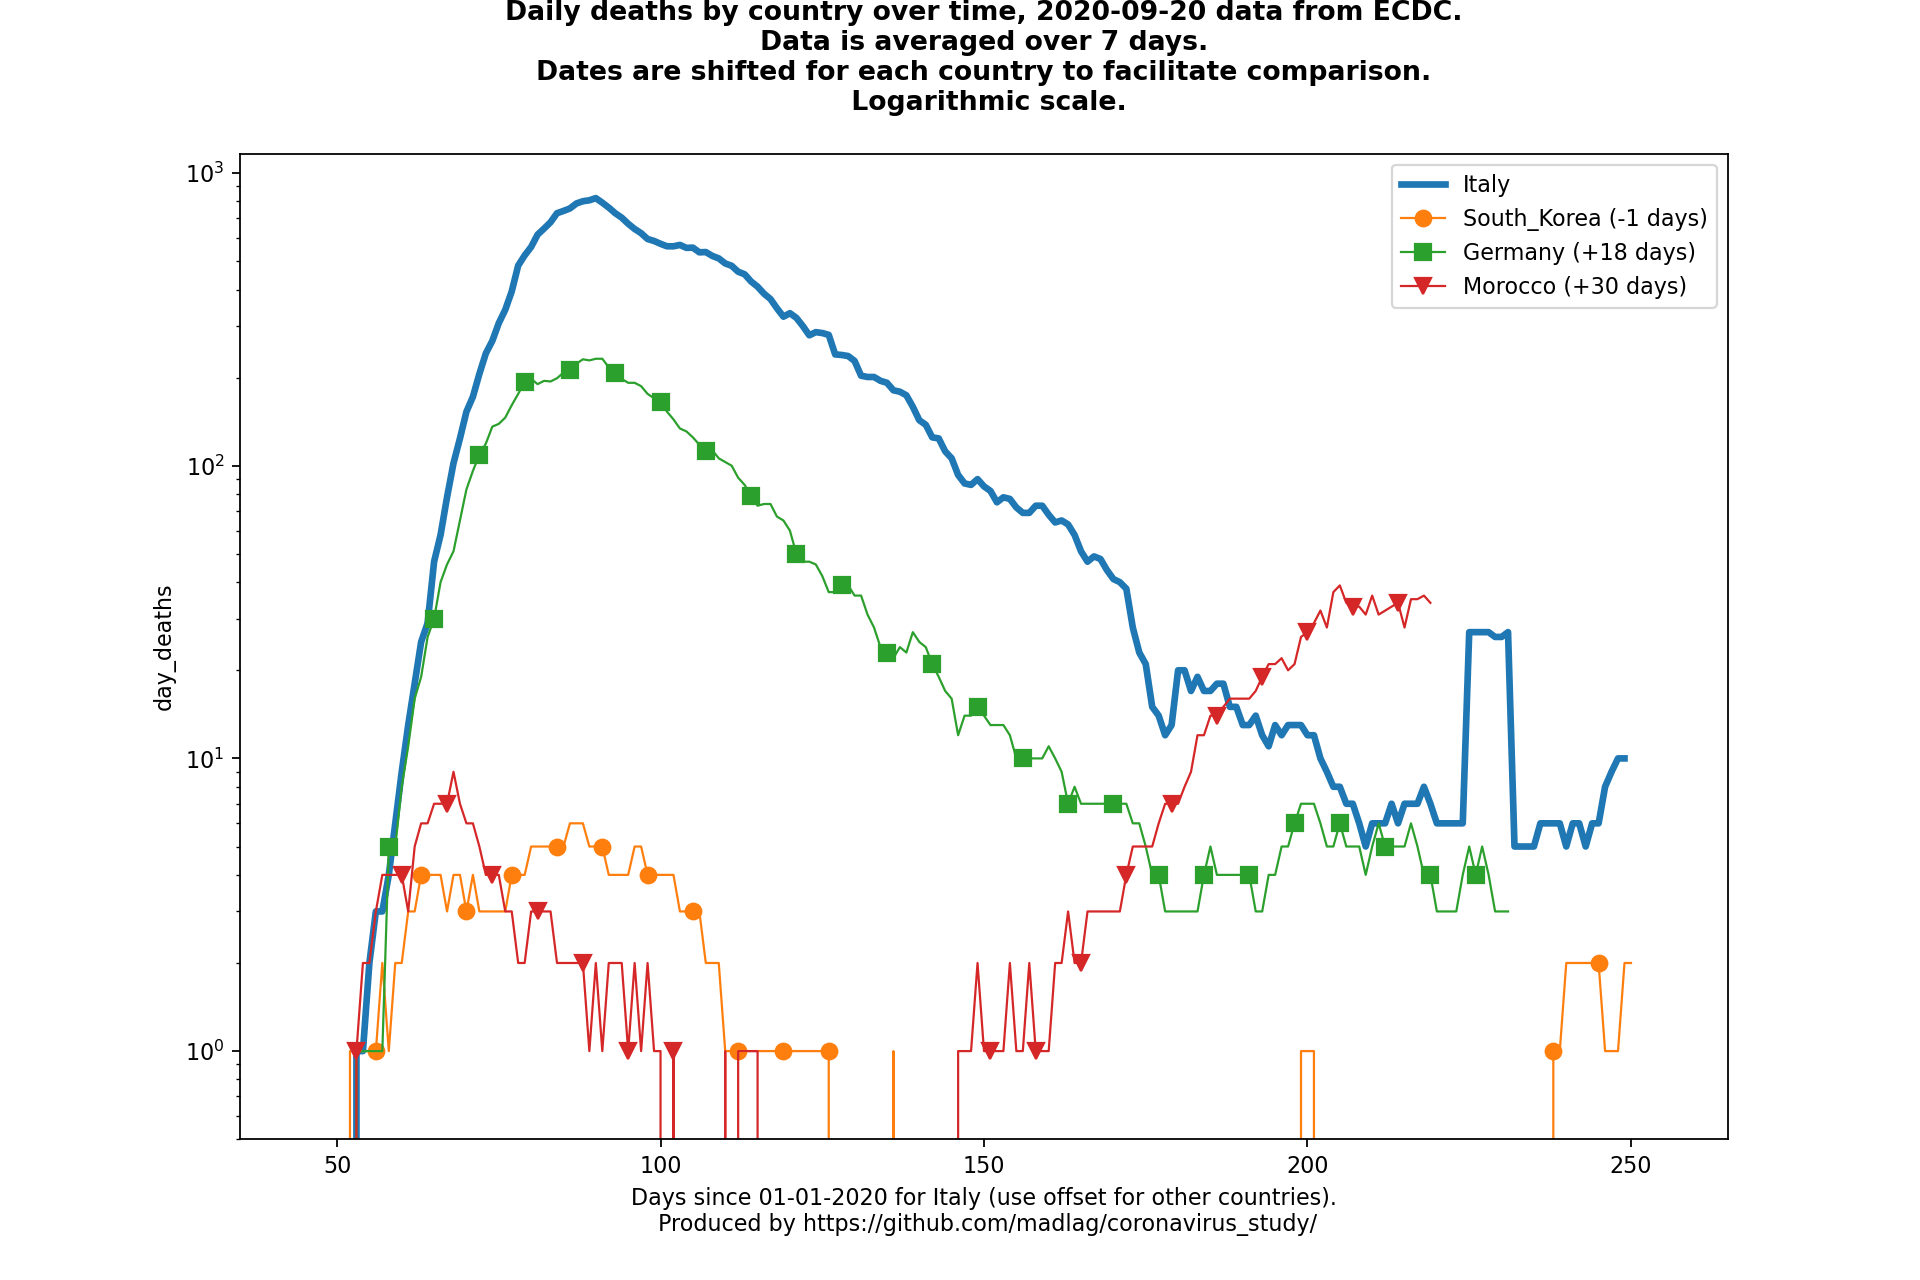 Daily deaths by country over time, 2020-09-20 data from ECDC.
Data is averaged over 7 days.
Dates are shifted for each country to facilitate comparison.
Logarithmic scale.
10³
Italy
South_Korea (-1 days)
Germany (+18 days)
Morocco (+30 days)
10²
day_deaths
10¹
10⁰
50 100 150 200 250
Days since 01-01-2020 for Italy (use offset for other countries).
Produced by https://github.com/madlag/coronavirus_study/